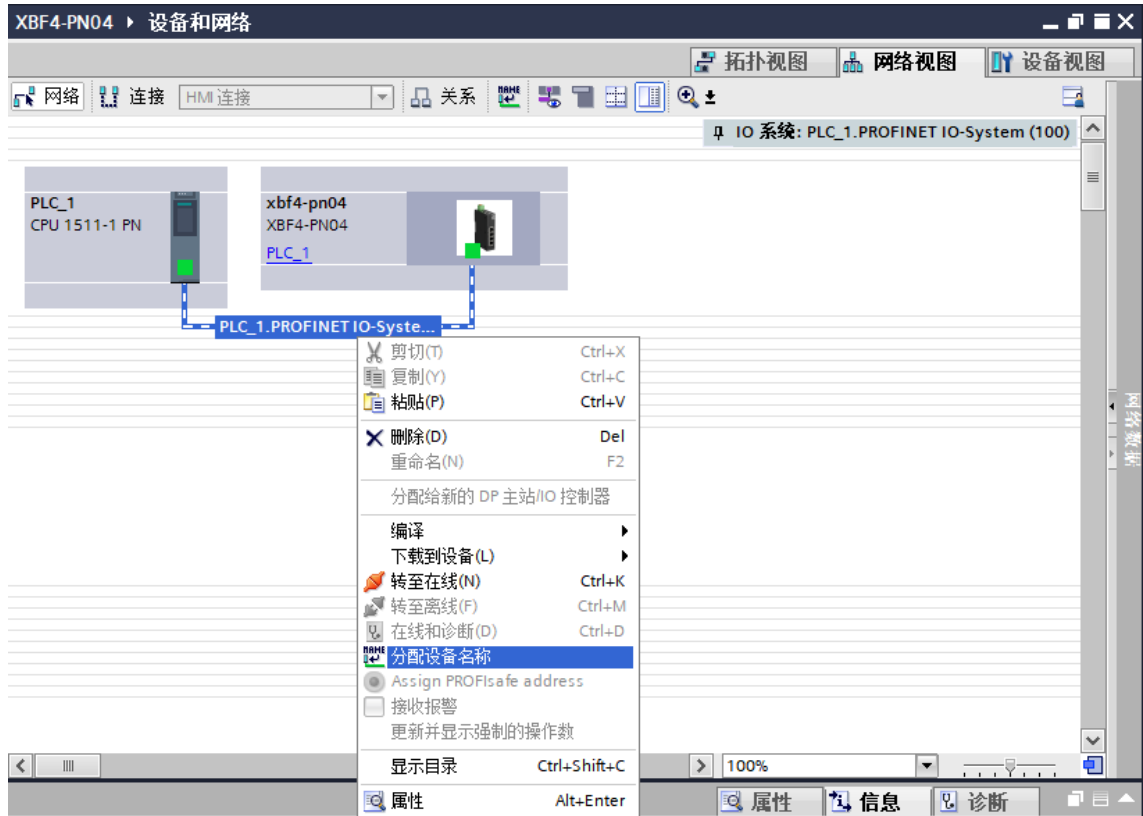 XBF4-PN04 ▸ 设备和网络
拓扑视图 网络视图 设备视图
网络 连接 HMI 连接 关系 NAME
IO 系统: PLC_1.PROFINET IO-System (100)
PLC_1
CPU 1511-1 PN
xbf4-pn04
XBF4-PN04
PLC_1
PLC_1.PROFINET IO-Syste...
剪切(T) Ctrl+X
复制(Y) Ctrl+C
粘贴(P) Ctrl+V
删除(D) Del
重命名(N) F2
分配给新的 DP 主站/IO 控制器
编译
下载到设备(L)
转至在线(N) Ctrl+K
转至离线(F) Ctrl+M
在线和诊断(D) Ctrl+D
NAME 分配设备名称
Assign PROFIsafe address
接收报警
更新并显示强制的操作数
显示目录 Ctrl+Shift+C
属性 Alt+Enter
网络数据
100%
属性 信息 诊断